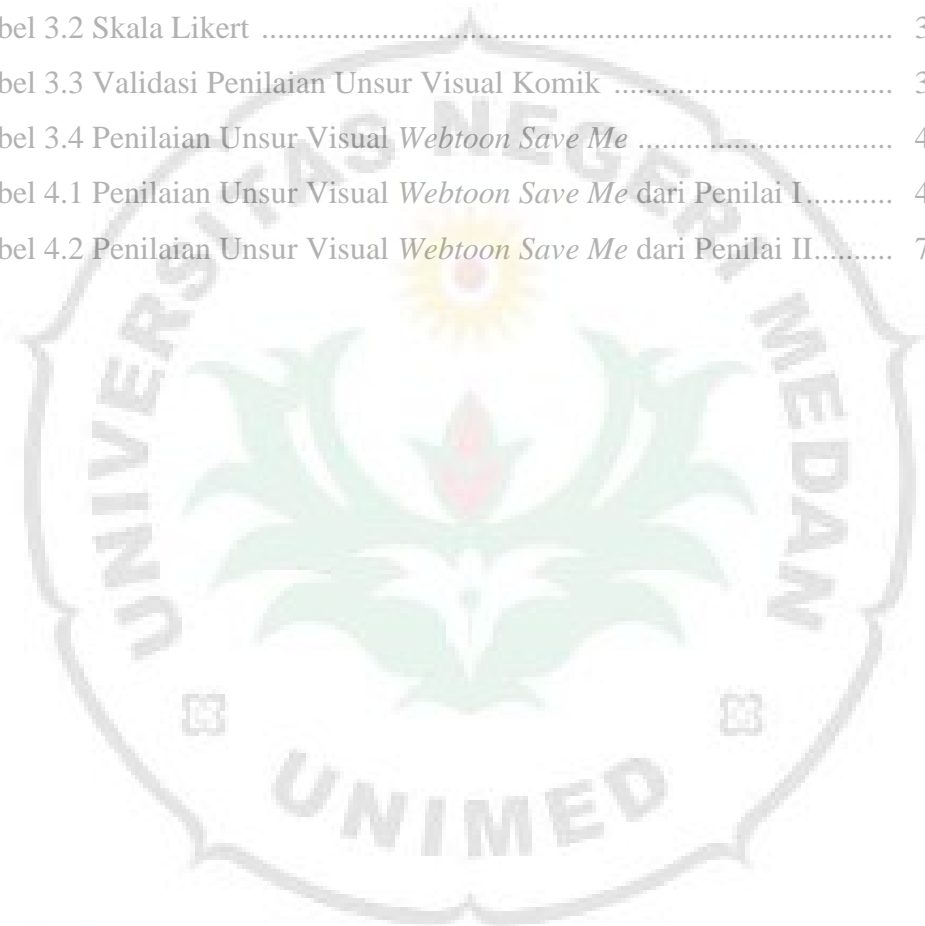 bel 3.2 Skala Likert ........................................................................... 3
bel 3.3 Validasi Penilaian Unsur Visual Komik ................................. 3
bel 3.4 Penilaian Unsur Visual Webtoon Save Me .............................. 4
bel 4.1 Penilaian Unsur Visual Webtoon Save Me dari Penilai I........... 4
bel 4.2 Penilaian Unsur Visual Webtoon Save Me dari Penilai II.......... 7
UNIVERSITAS NEGERI MEDAN
UNIMED